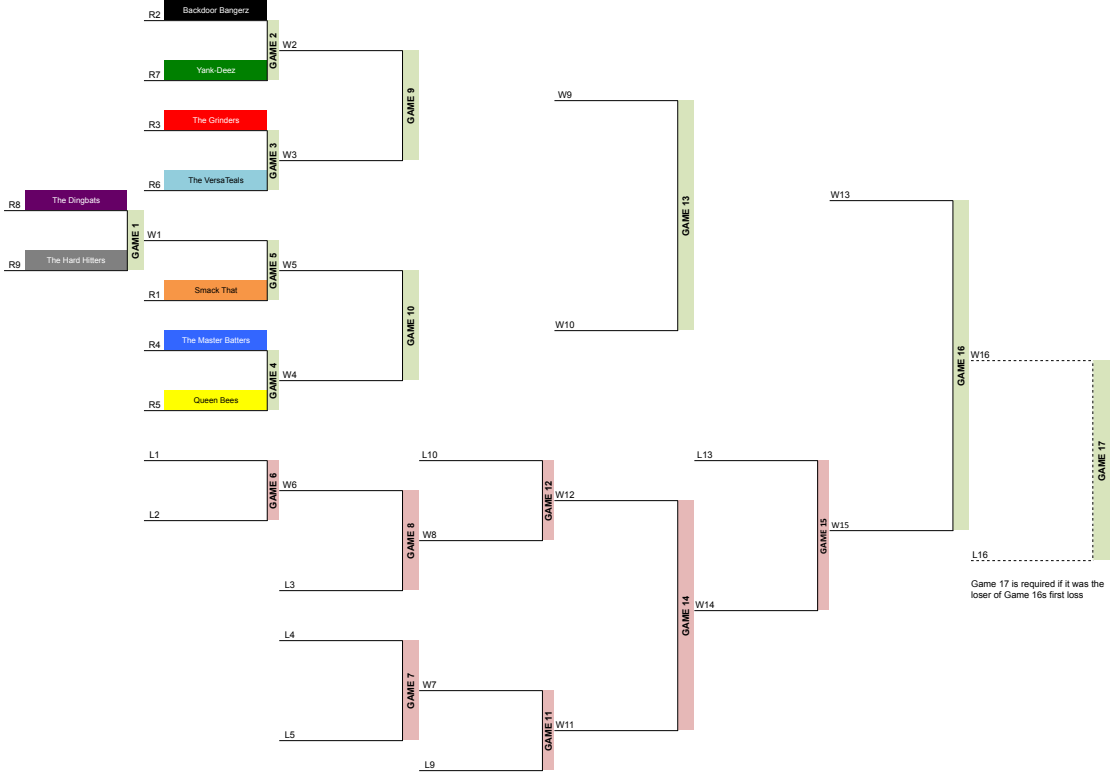 R2
Backdoor Bangerz
GAME 2
W2
R7
Yank-Deez
GAME 9
W9
R3
The Grinders
GAME 3
W3
R6
The VersaTeals
R8
The Dingbats
GAME 1
W1
R9
The Hard Hitters
GAME 5
W5
R1
Smack That
GAME 10
W10
R4
The Master Batters
GAME 4
W4
R5
Queen Bees
GAME 13
W13
GAME 16
W16
GAME 17
L16
Game 17 is required if it was the
loser of Game 16s first loss
L1
GAME 6
W6
L2
GAME 8
W8
L3
L10
GAME 12
W12
L4
GAME 7
W7
L5
GAME 11
W11
L9
GAME 14
W14
L13
GAME 15
W15